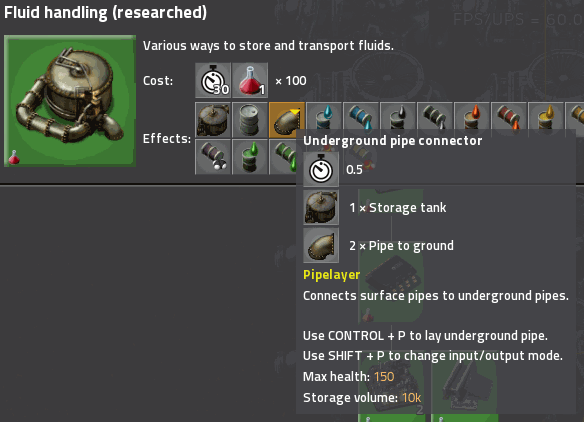 Fluid handling (researched)
FPS/UPS = 60.0
Various ways to store and transport fluids.
Cost:
30
1
× 100
Effects:
Underground pipe connector
0.5
1 × Storage tank
2 × Pipe to ground
Pipelayer
Connects surface pipes to underground pipes.
Use CONTROL + P to lay underground pipe.
Use SHIFT + P to change input/output mode.
Max health: 150
Storage volume: 10k
2